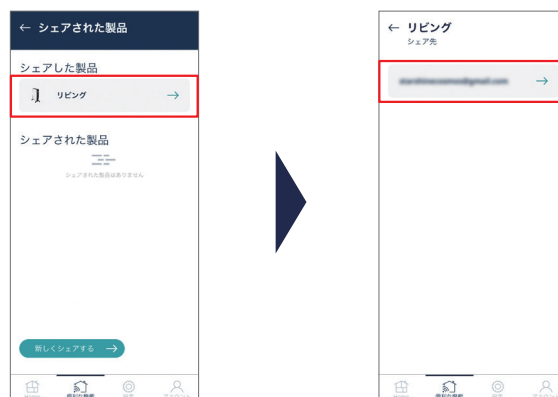 ← シェアされた製品
シェアした製品
リビング →
シェアされた製品
シェアされた製品はありません
新しくシェアする →
← リビング
シェア先
→